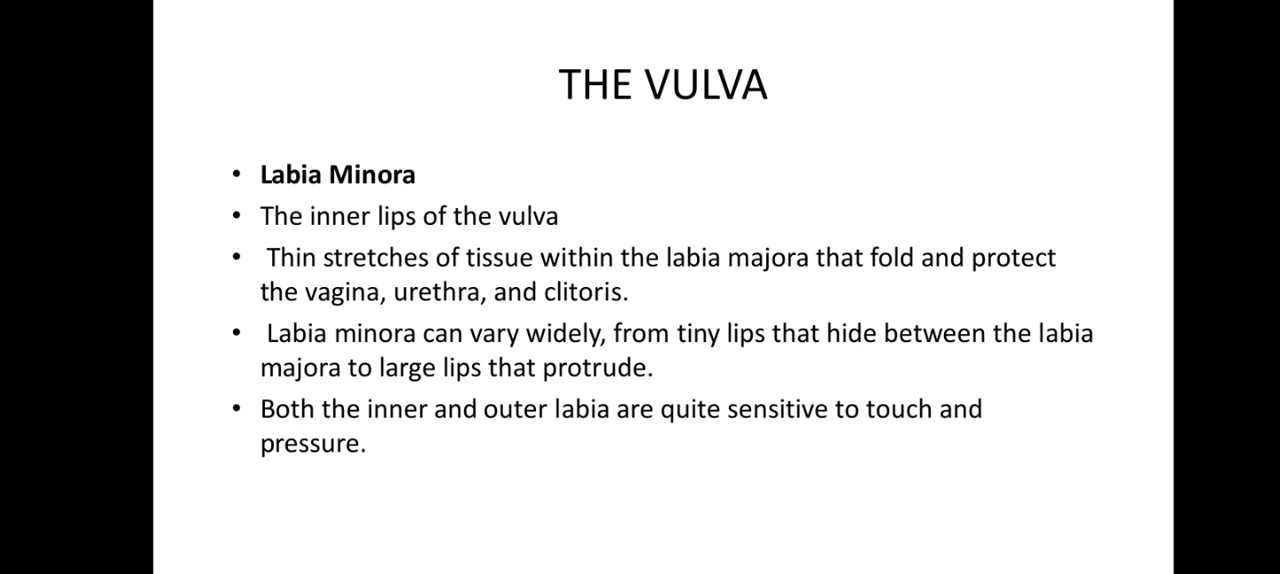 THE VULVA
• Labia Minora
• The inner lips of the vulva
• Thin stretches of tissue within the labia majora that fold and protect
the vagina, urethra, and clitoris.
• Labia minora can vary widely, from tiny lips that hide between the labia
majora to large lips that protrude.
• Both the inner and outer labia are quite sensitive to touch and
pressure.